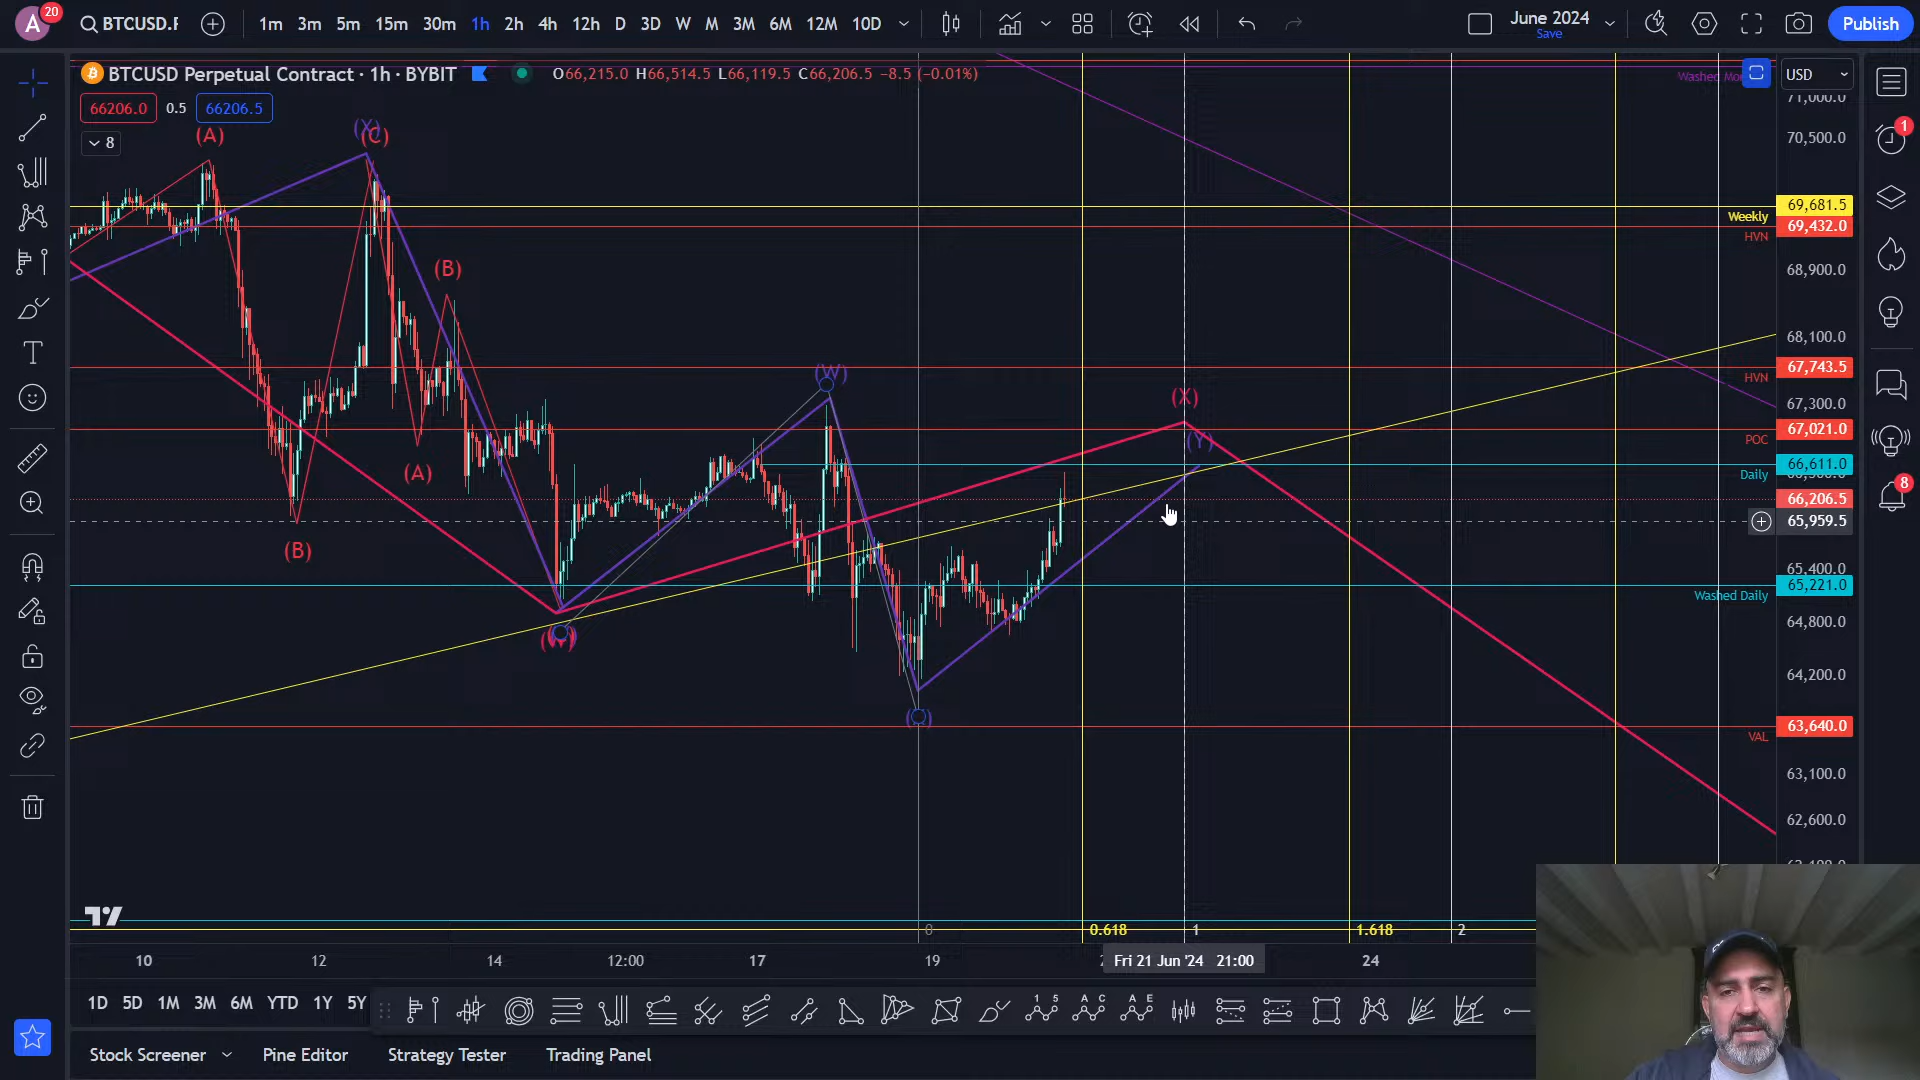 A
20
BTCUSD.F
1m 3m 5m 15m 30m 1h 2h 4h 12h D 3D W M 3M 6M 12M 10D
June 2024
Save
Publish
BTCUSD Perpetual Contract · 1h · BYBIT
O66,215.0 H66,514.5 L66,119.5 C66,206.5 −8.5 (−0.01%)
66206.0 0.5 66206.5
8
USD
71,000.0
70,500.0
69,681.5
Weekly
69,432.0
HVN
68,900.0
68,100.0
67,743.5
HVN
67,300.0
67,021.0
POC
66,611.0
Daily
66,206.5
65,959.5
65,400.0
65,221.0
Washed Daily
64,800.0
64,200.0
63,640.0
VAL
63,100.0
62,600.0
1
8
(A)
(X)
(C)
(B)
(A)
(B)
(W)
(X)
(Y)
0 0.618 1 1.618 2
10 12 14 12:00 17 19 Fri 21 Jun '24 21:00 24
1D 5D 1M 3M 6M YTD 1Y 5Y
Stock Screener Pine Editor Strategy Tester Trading Panel